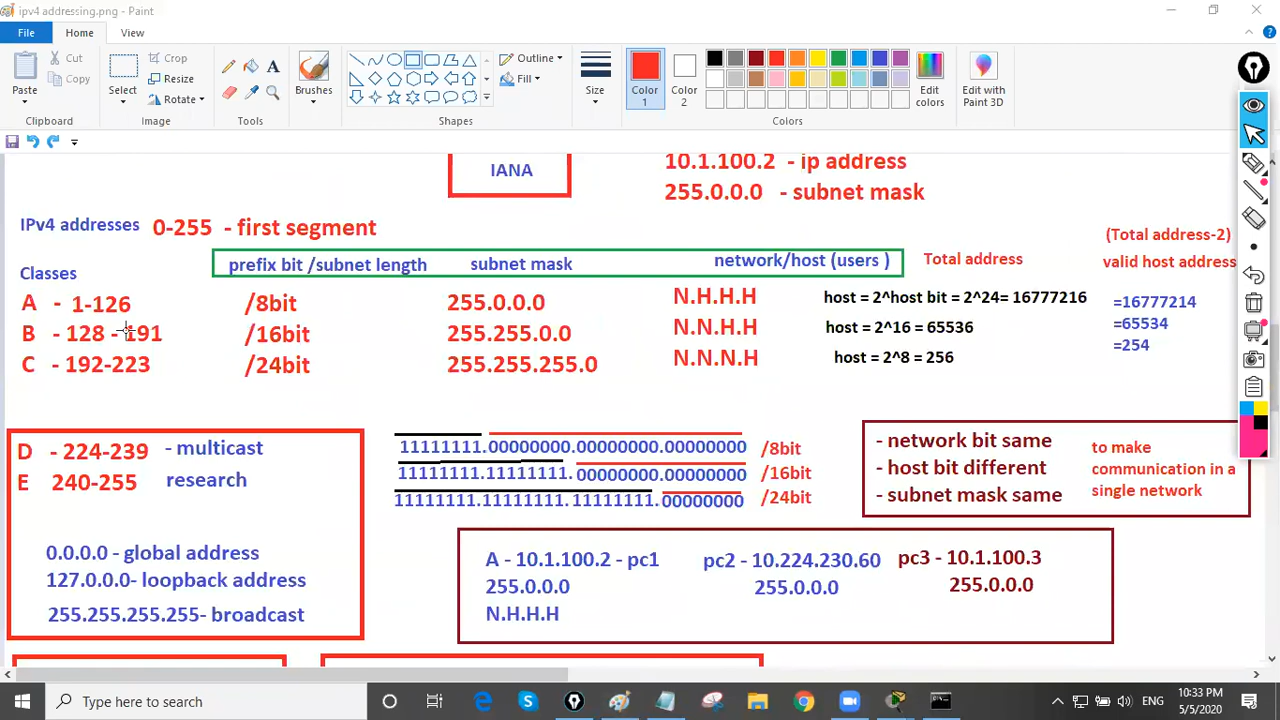 ipv4 addressing.png - Paint
File Home View
Paste
Cut
Copy
Clipboard
Select
Crop
Resize
Rotate
Image
A
Tools
Brushes
Outline
Fill
Shapes
Size
Color 1
Color 2
Edit colors
Edit with Paint 3D
Colors
IANA
10.1.100.2 - ip address
255.0.0.0 - subnet mask
IPv4 addresses 0-255 - first segment
(Total address-2)
valid host address
Classes prefix bit /subnet length subnet mask network/host (users ) Total address
A - 1-126 /8bit 255.0.0.0 N.H.H.H host = 2^host bit = 2^24= 16777216 =16777214
B - 128 - 191 /16bit 255.255.0.0 N.N.H.H host = 2^16 = 65536 =65534
C - 192-223 /24bit 255.255.255.0 N.N.N.H host = 2^8 = 256 =254
D - 224-239 - multicast
E 240-255 research
0.0.0.0 - global address
127.0.0.0- loopback address
255.255.255.255- broadcast
11111111.00000000.00000000.00000000 /8bit
11111111.11111111.00000000.00000000 /16bit
11111111.11111111.11111111.00000000 /24bit
- network bit same
- host bit different
- subnet mask same
to make
communication in a
single network
A - 10.1.100.2 - pc1
255.0.0.0
N.H.H.H
pc2 - 10.224.230.60
255.0.0.0
pc3 - 10.1.100.3
255.0.0.0
Type here to search
ENG
10:33 PM
5/5/2020